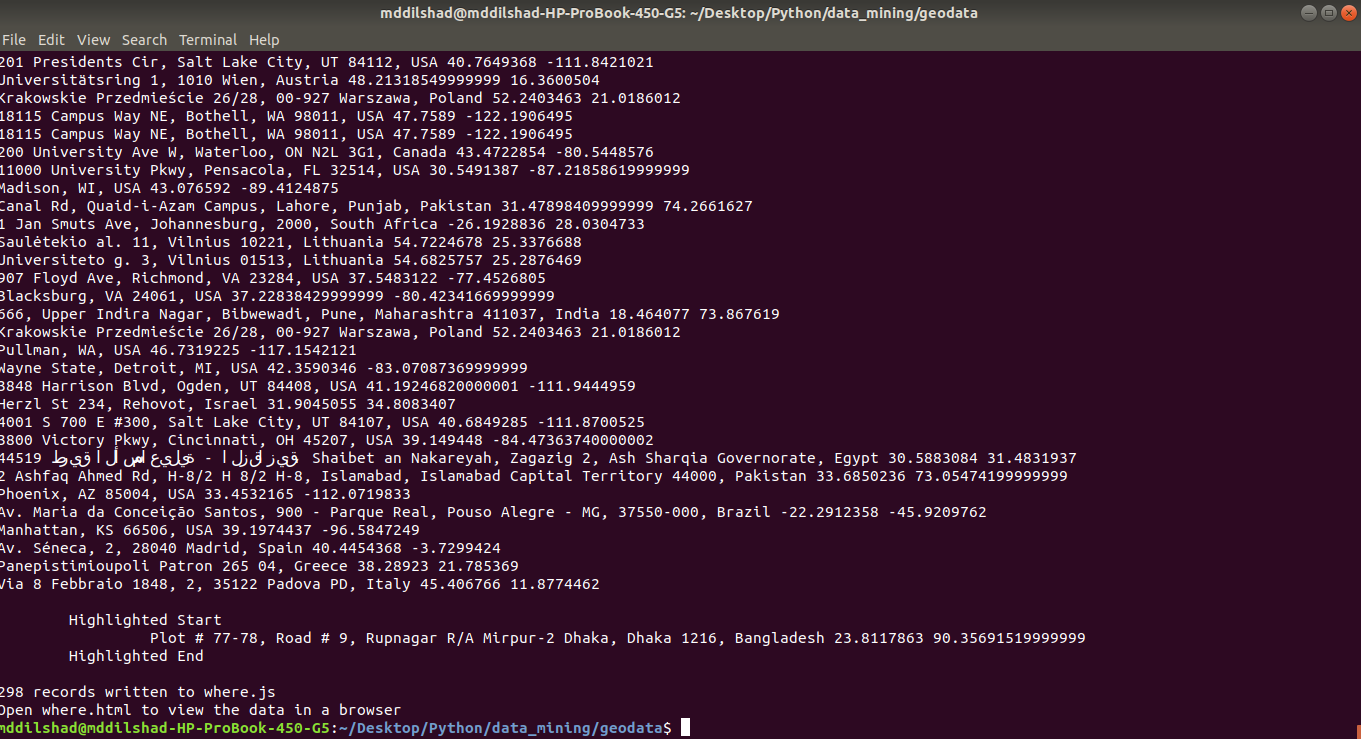 mddilshad@mddilshad-HP-ProBook-450-G5: ~/Desktop/Python/data_mining/geodata
File Edit View Search Terminal Help
201 Presidents Cir, Salt Lake City, UT 84112, USA 40.7649368 -111.8421021
Universitätsring 1, 1010 Wien, Austria 48.21318549999999 16.3600504
Krakowskie Przedmieście 26/28, 00-927 Warszawa, Poland 52.2403463 21.0186012
18115 Campus Way NE, Bothell, WA 98011, USA 47.7589 -122.1906495
18115 Campus Way NE, Bothell, WA 98011, USA 47.7589 -122.1906495
200 University Ave W, Waterloo, ON N2L 3G1, Canada 43.4722854 -80.5448576
11000 University Pkwy, Pensacola, FL 32514, USA 30.5491387 -87.21858619999999
Madison, WI, USA 43.076592 -89.4124875
Canal Rd, Quaid-i-Azam Campus, Lahore, Punjab, Pakistan 31.47898409999999 74.2661627
1 Jan Smuts Ave, Johannesburg, 2000, South Africa -26.1928836 28.0304733
Saulėtekio al. 11, Vilnius 10221, Lithuania 54.7224678 25.3376688
Universiteto g. 3, Vilnius 01513, Lithuania 54.6825757 25.2876469
907 Floyd Ave, Richmond, VA 23284, USA 37.5483122 -77.4526805
Blacksburg, VA 24061, USA 37.22838429999999 -80.42341669999999
666, Upper Indira Nagar, Bibwewadi, Pune, Maharashtra 411037, India 18.464077 73.867619
Krakowskie Przedmieście 26/28, 00-927 Warszawa, Poland 52.2403463 21.0186012
Pullman, WA, USA 46.7319225 -117.1542121
Wayne State, Detroit, MI, USA 42.3590346 -83.07087369999999
3848 Harrison Blvd, Ogden, UT 84408, USA 41.19246820000001 -111.9444959
Herzl St 234, Rehovot, Israel 31.9045055 34.8083407
4001 S 700 E #300, Salt Lake City, UT 84107, USA 40.6849285 -111.8700525
3800 Victory Pkwy, Cincinnati, OH 45207, USA 39.149448 -84.47363740000002
44519 الزقازيق - طريق الأسماعيلية Shaibet an Nakareyah, Zagazig 2, Ash Sharqia Governorate, Egypt 30.5883084 31.4831937
2 Ashfaq Ahmed Rd, H-8/2 H 8/2 H-8, Islamabad, Islamabad Capital Territory 44000, Pakistan 33.6850236 73.05474199999999
Phoenix, AZ 85004, USA 33.4532165 -112.0719833
Av. Maria da Conceição Santos, 900 - Parque Real, Pouso Alegre - MG, 37550-000, Brazil -22.2912358 -45.9209762
Manhattan, KS 66506, USA 39.1974437 -96.5847249
Av. Séneca, 2, 28040 Madrid, Spain 40.4454368 -3.7299424
Panepistimioupoli Patron 265 04, Greece 38.28923 21.785369
Via 8 Febbraio 1848, 2, 35122 Padova PD, Italy 45.406766 11.8774462
Highlighted Start
Plot # 77-78, Road # 9, Rupnagar R/A Mirpur-2 Dhaka, Dhaka 1216, Bangladesh 23.8117863 90.35691519999999
Highlighted End
298 records written to where.js
Open where.html to view the data in a browser
mddilshad@mddilshad-HP-ProBook-450-G5:~/Desktop/Python/data_mining/geodata$